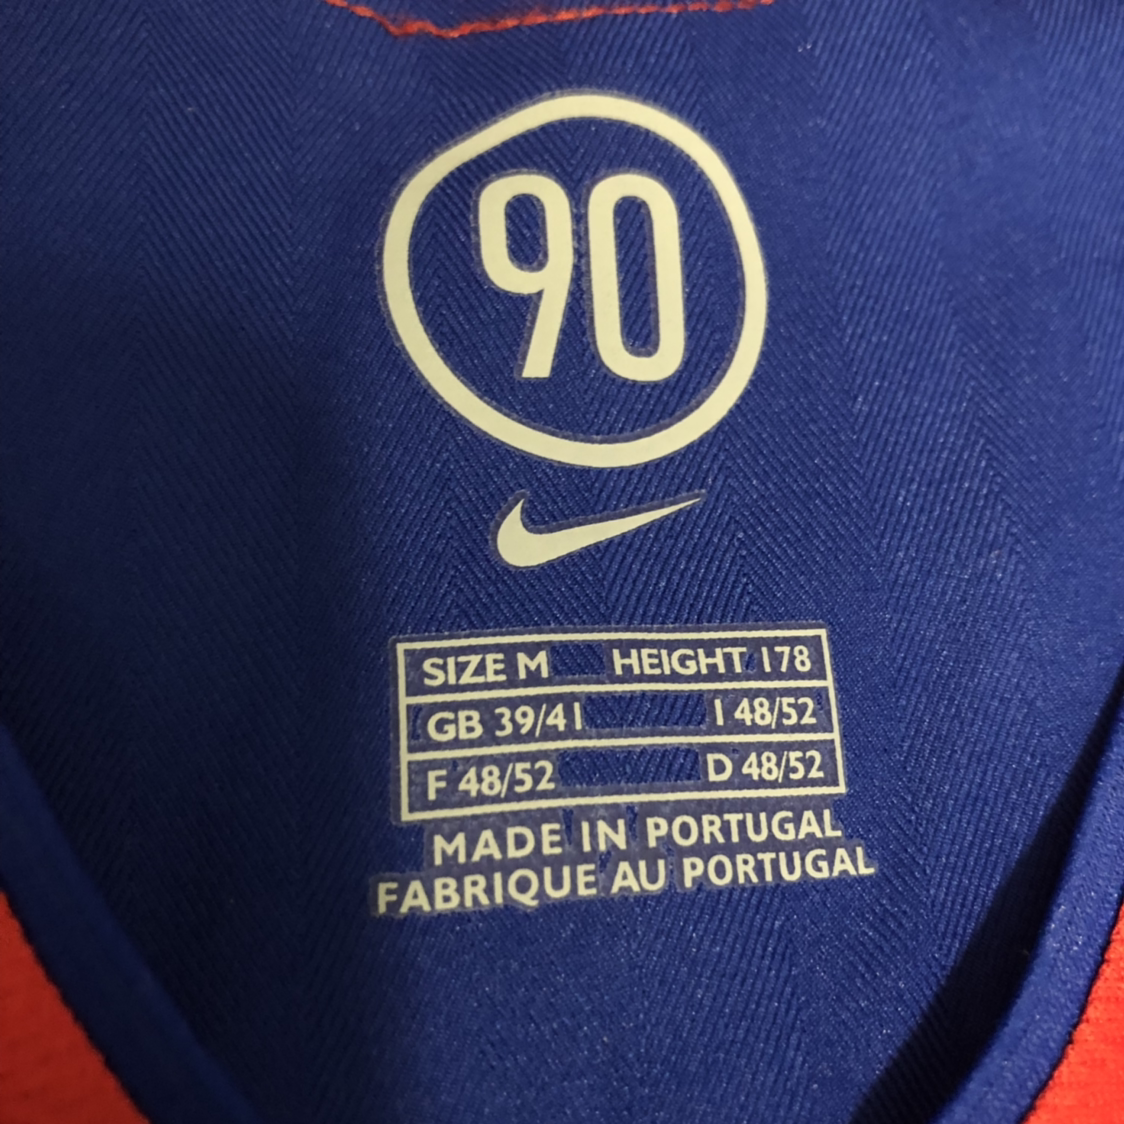 90
SIZE M HEIGHT 178
GB 39/41 I 48/52
F 48/52 D 48/52
MADE IN PORTUGAL
FABRIQUE AU PORTUGAL